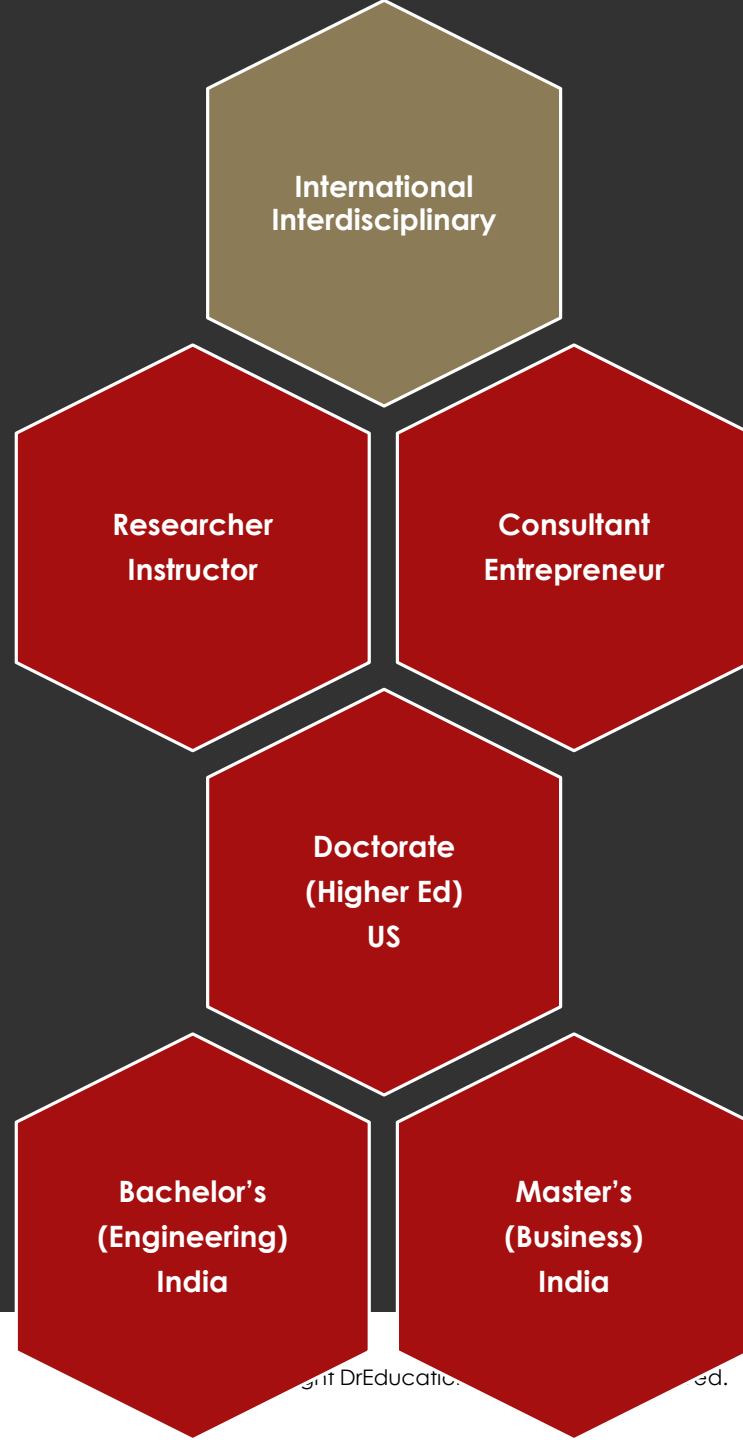 International
Interdisciplinary
Researcher
Instructor
Consultant
Entrepreneur
Doctorate
(Higher Ed)
US
Bachelor’s
(Engineering)
India
Master’s
(Business)
India